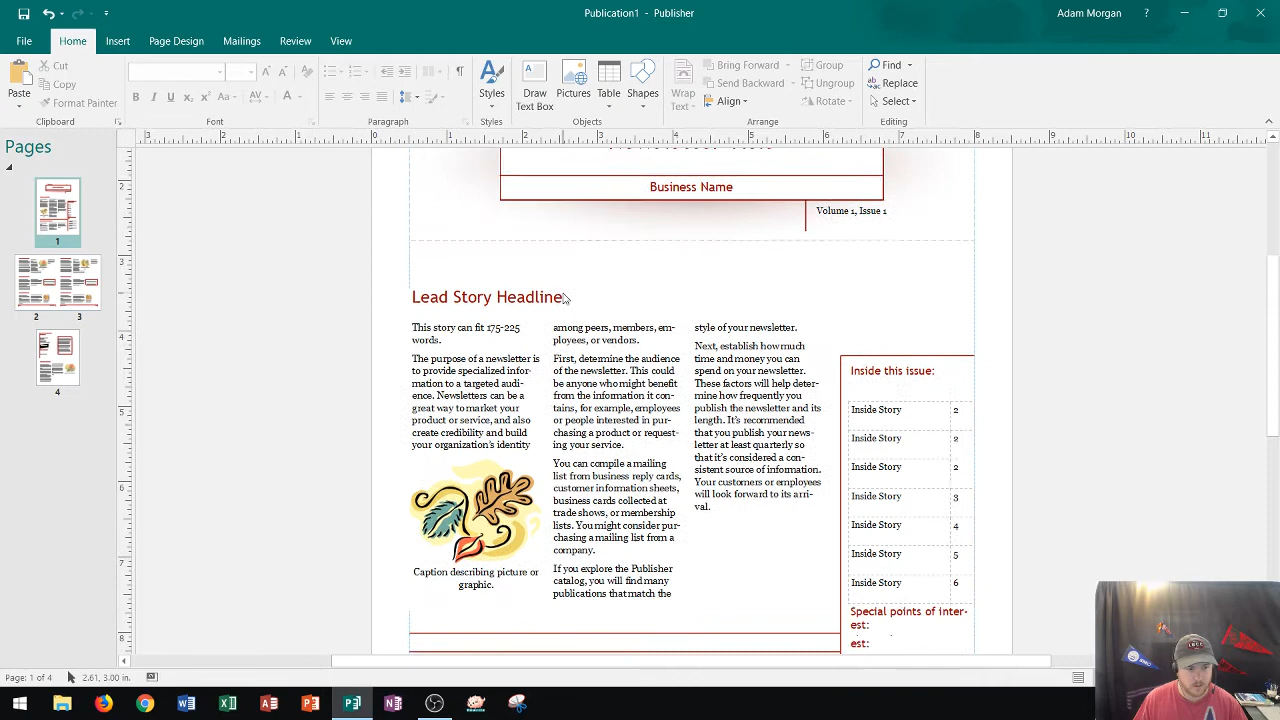 Publication1 - Publisher
Adam Morgan
?
File Home Insert Page Design Mailings Review View
Paste
Cut
Copy
Format Painter
Clipboard
B I U
Aa
AV
A
Font
Paragraph
Styles
Styles
Draw
Text Box
Pictures
Table
Shapes
Objects
Wrap
Text
Bring Forward
Send Backward
Align
Group
Ungroup
Rotate
Arrange
Find
Replace
Select
Editing
Pages
1
2 3
4
Business Name
Volume 1, Issue 1
Lead Story Headline
This story can fit 175-225
words.
The purpose of a newsletter is
to provide specialized infor-
mation to a targeted audi-
ence. Newsletters can be a
great way to market your
product or service, and also
create credibility and build
your organization's identity
Caption describing picture or
graphic.
among peers, members, em-
ployees, or vendors.
First, determine the audience
of the newsletter. This could
be anyone who might benefit
from the information it con-
tains, for example, employees
or people interested in pur-
chasing a product or request-
ing your service.
You can compile a mailing
list from business reply cards,
customer information sheets,
business cards collected at
trade shows, or membership
lists. You might consider pur-
chasing a mailing list from a
company.
If you explore the Publisher
catalog, you will find many
publications that match the
style of your newsletter.
Next, establish how much
time and money you can
spend on your newsletter.
These factors will help deter-
mine how frequently you
publish the newsletter and its
length. It's recommended
that you publish your news-
letter at least quarterly so
that it's considered a con-
sistent source of information.
Your customers or employees
will look forward to its arri-
val.
Inside this issue:
Inside Story 2
Inside Story 2
Inside Story 2
Inside Story 3
Inside Story 4
Inside Story 5
Inside Story 6
Special points of inter-
est:
est:
Page: 1 of 4
2.61, 3.00 in.